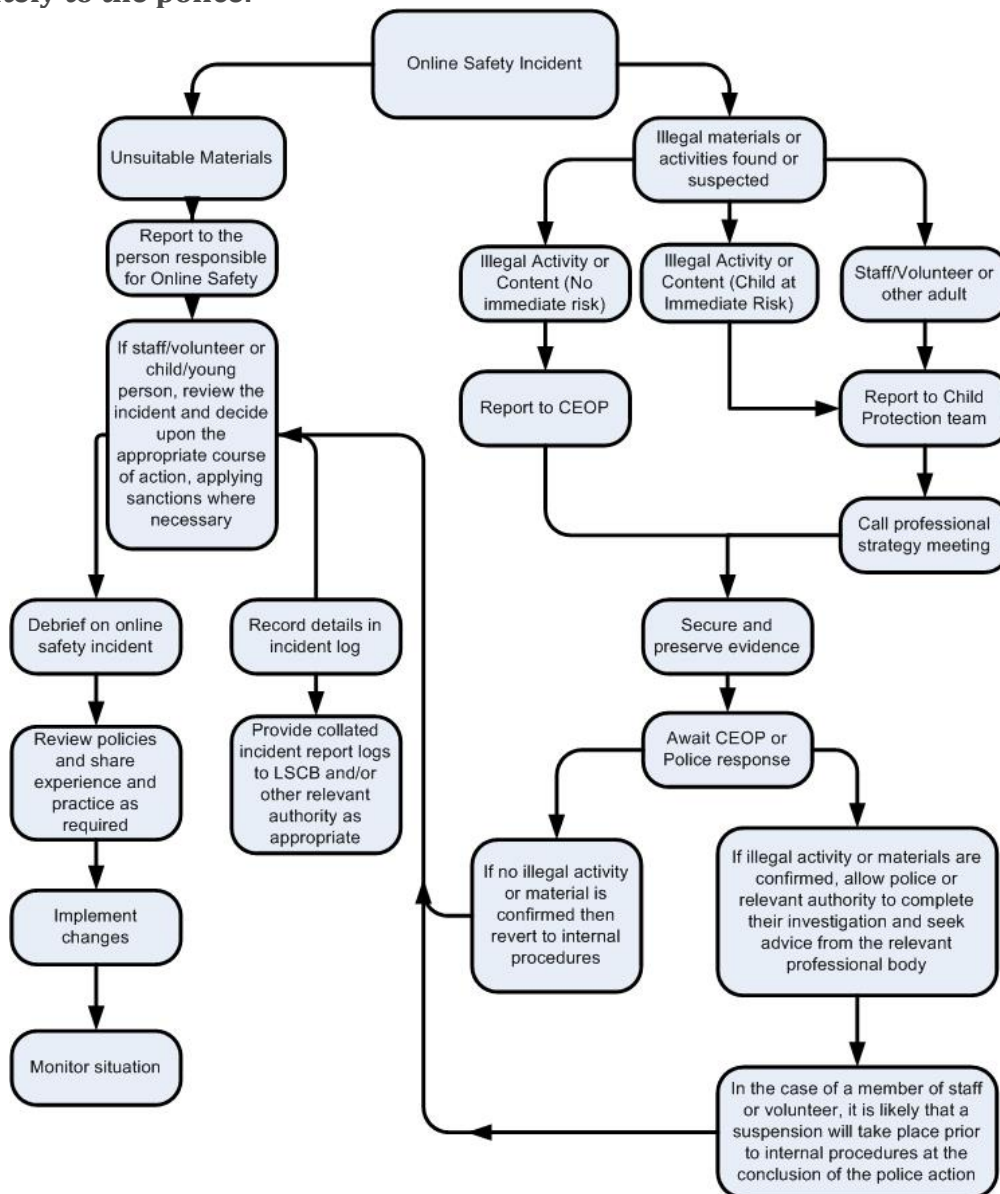 tely to the police.
Online Safety Incident
Unsuitable Materials
Illegal materials or
activities found or
suspected
Report to the
person responsible
for Online Safety
Illegal Activity or
Content (No
immediate risk)
Illegal Activity or
Content (Child at
Immediate Risk)
Staff/Volunteer or
other adult
If staff/volunteer or
child/young
person, review the
incident and decide
upon the
appropriate course
of action, applying
sanctions where
necessary
Report to CEOP
Report to Child
Protection team
Call professional
strategy meeting
Debrief on online
safety incident
Record details in
incident log
Secure and
preserve evidence
Review policies
and share
experience and
practice as
required
Provide collated
incident report logs
to LSCB and/or
other relevant
authority as
appropriate
Await CEOP or
Police response
If no illegal activity
or material is
confirmed then
revert to internal
procedures
If illegal activity or materials are
confirmed, allow police or
relevant authority to complete
their investigation and seek
advice from the relevant
professional body
Implement
changes
Monitor situation
In the case of a member of staff
or volunteer, it is likely that a
suspension will take place prior
to internal procedures at the
conclusion of the police action